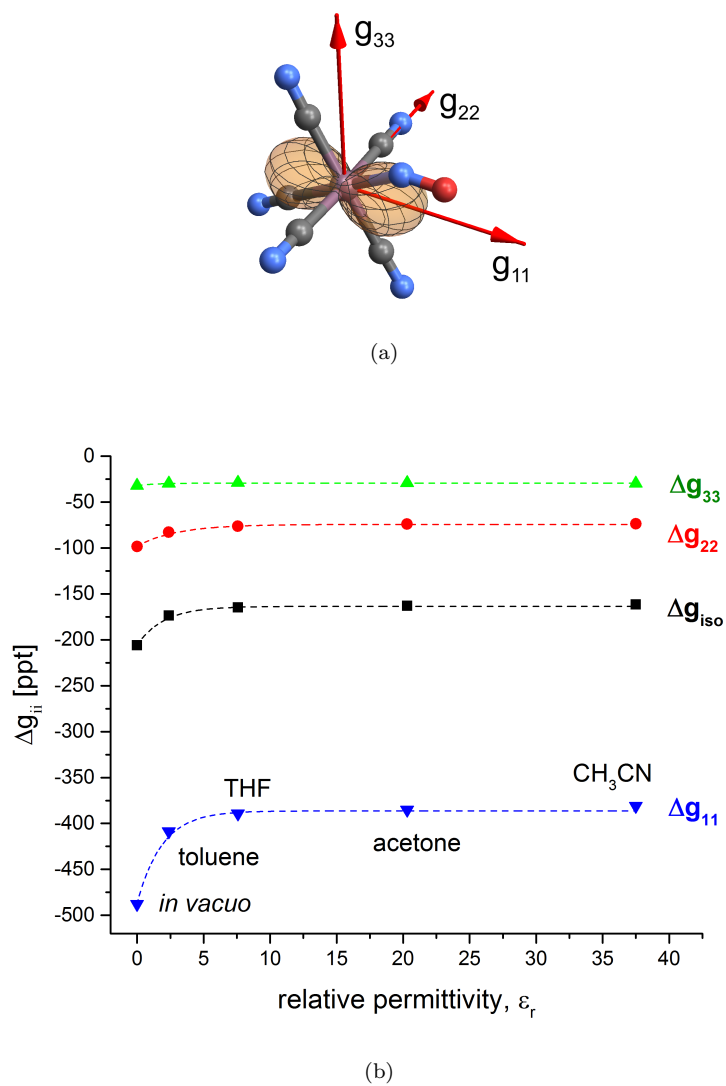 g33
g22
g11
(a)
0
-50
-100
-150
-200
-250
-300
-350
-400
-450
-500
Δgii [ppt]
Δg33
Δg22
Δgiso
Δg11
THF
CH3CN
toluene
acetone
in vacuo
0 5 10 15 20 25 30 35 40
relative permittivity, εr
(b)